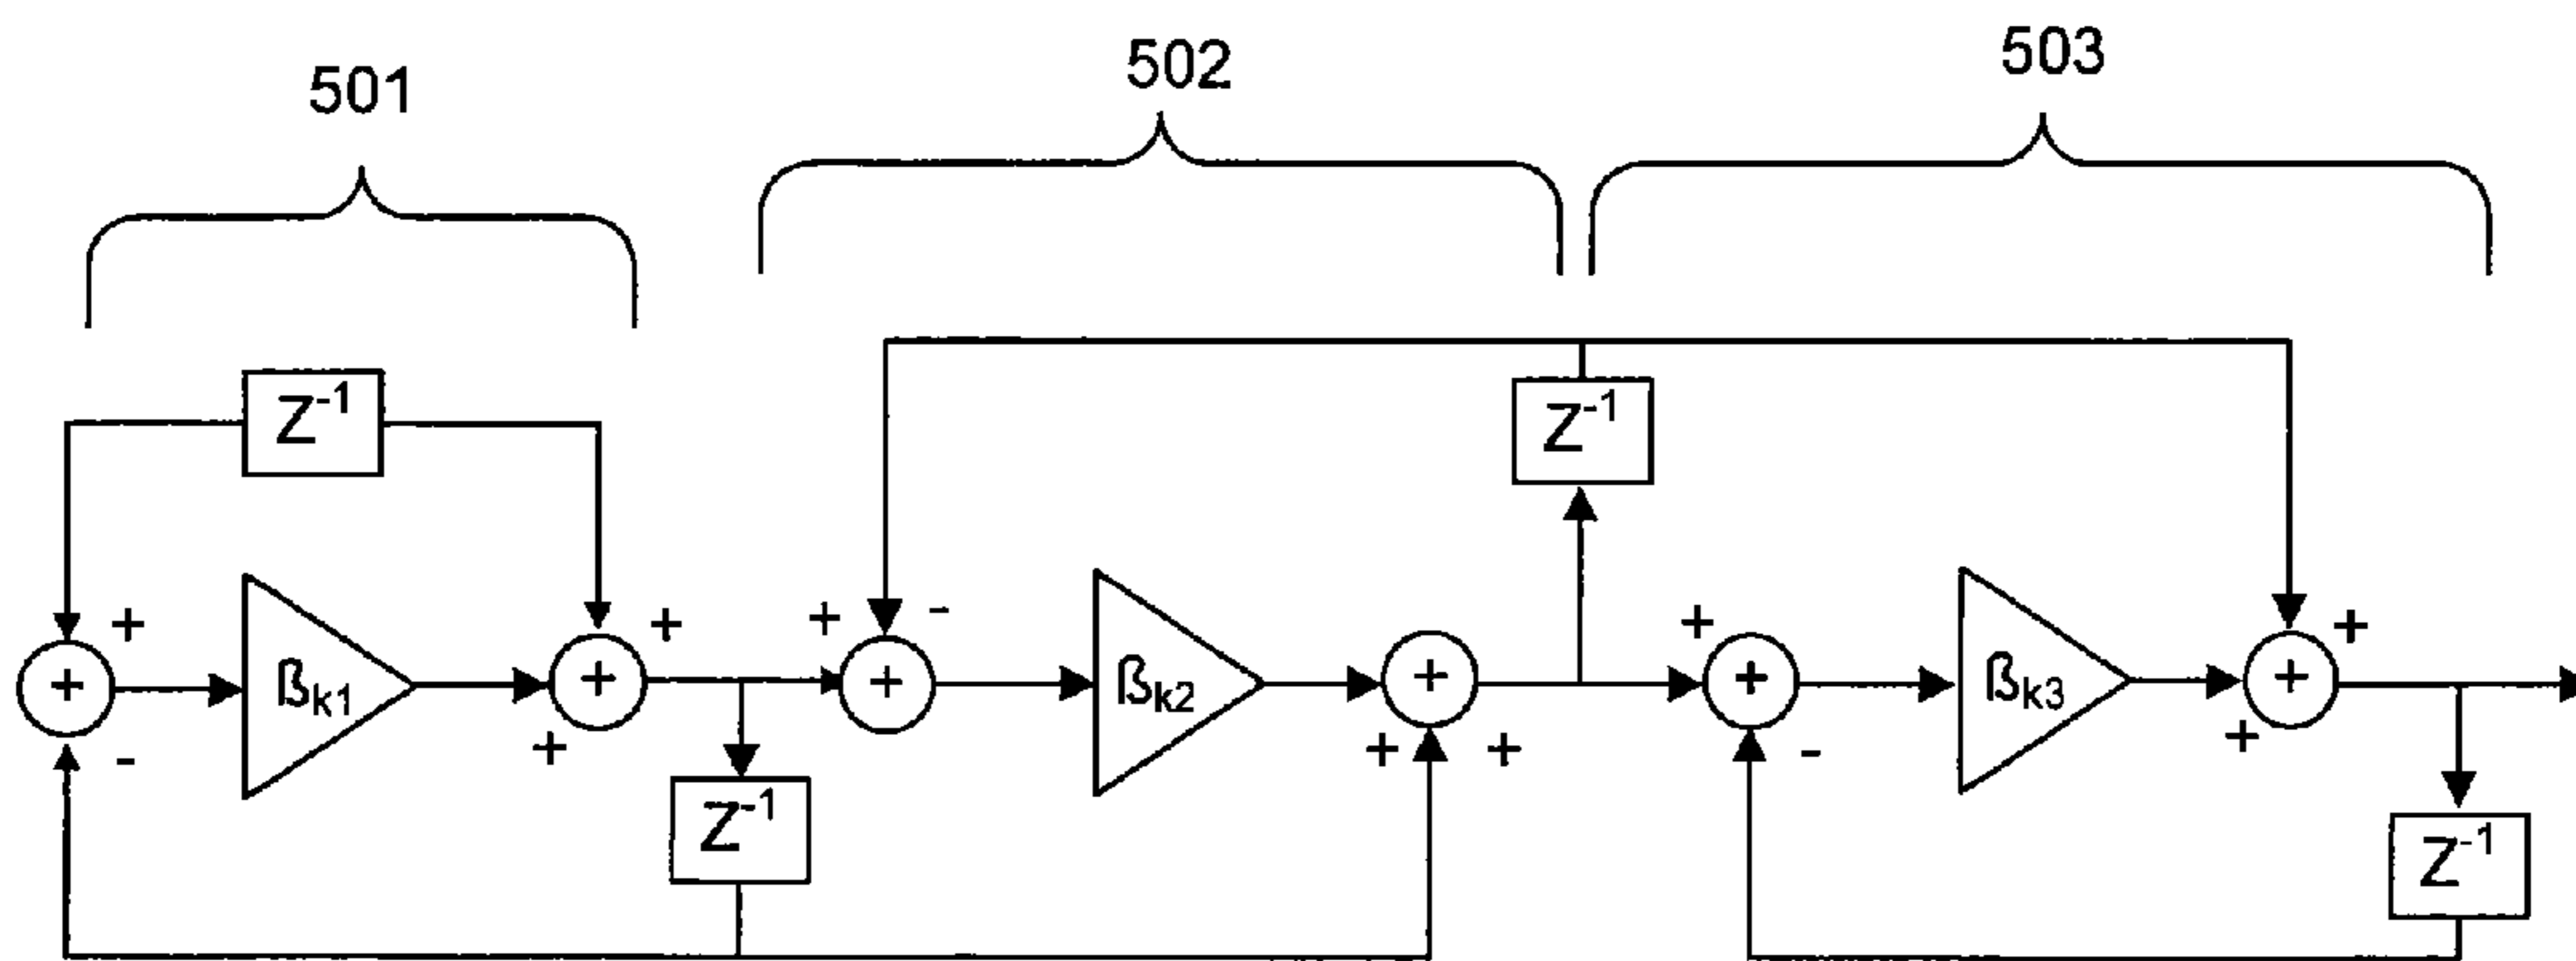 501
502
503
Z⁻¹
Z⁻¹
+ + + - + +
+ ßk1 + + ßk2 + + ßk3 +
- + + + - +
Z⁻¹
Z⁻¹